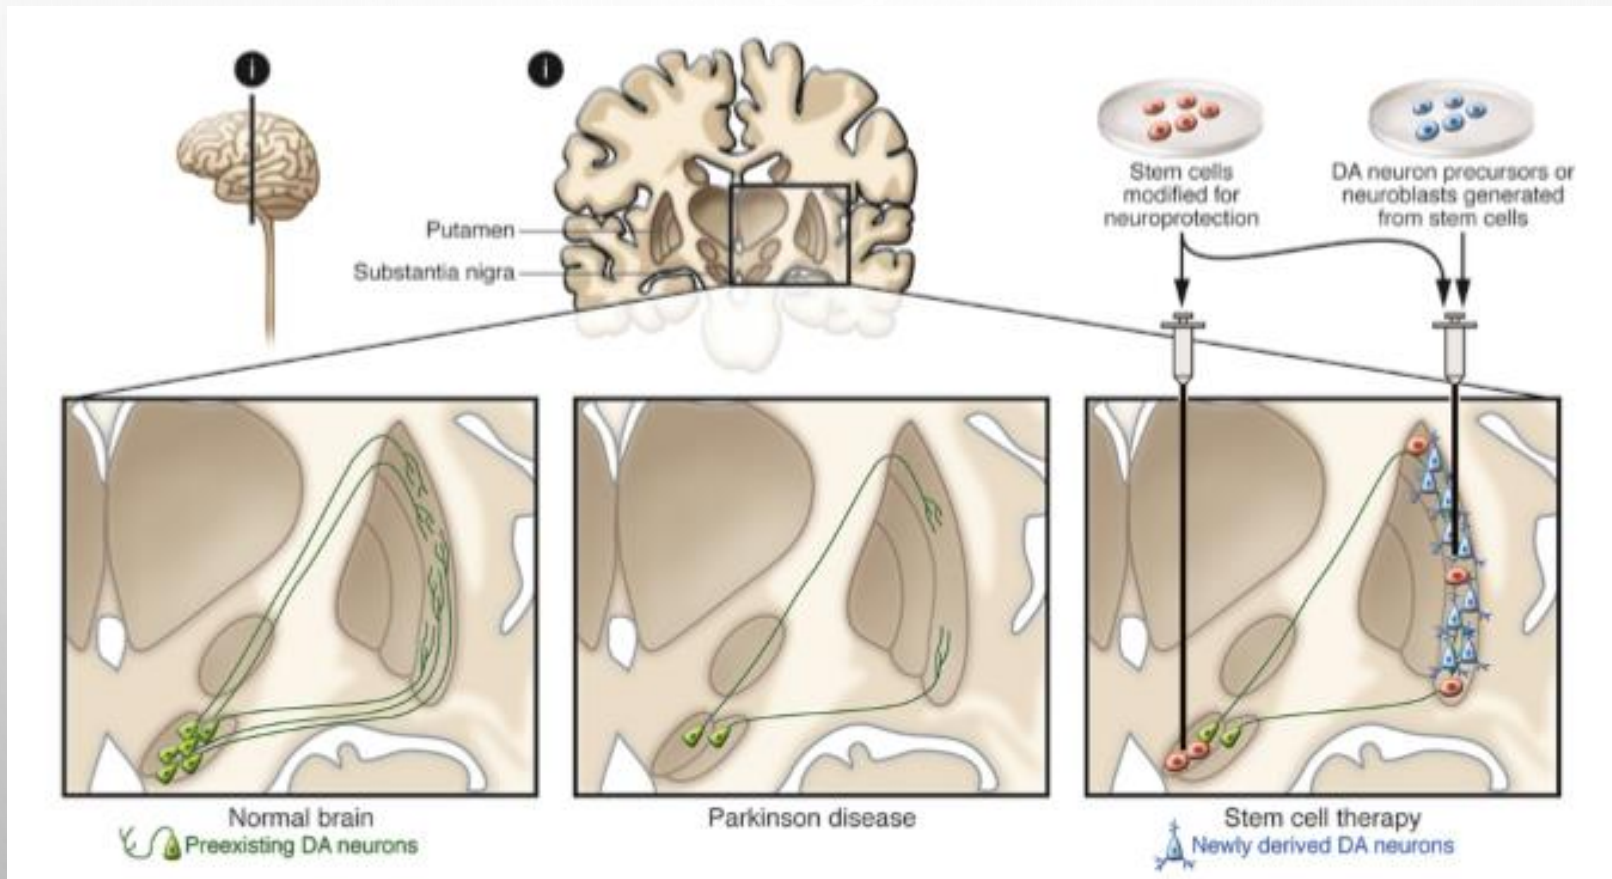 i
i
Putamen
Substantia nigra
Stem cells
modified for
neuroprotection
DA neuron precursors or
neuroblasts generated
from stem cells
Normal brain
Preexisting DA neurons
Parkinson disease
Stem cell therapy
Newly derived DA neurons